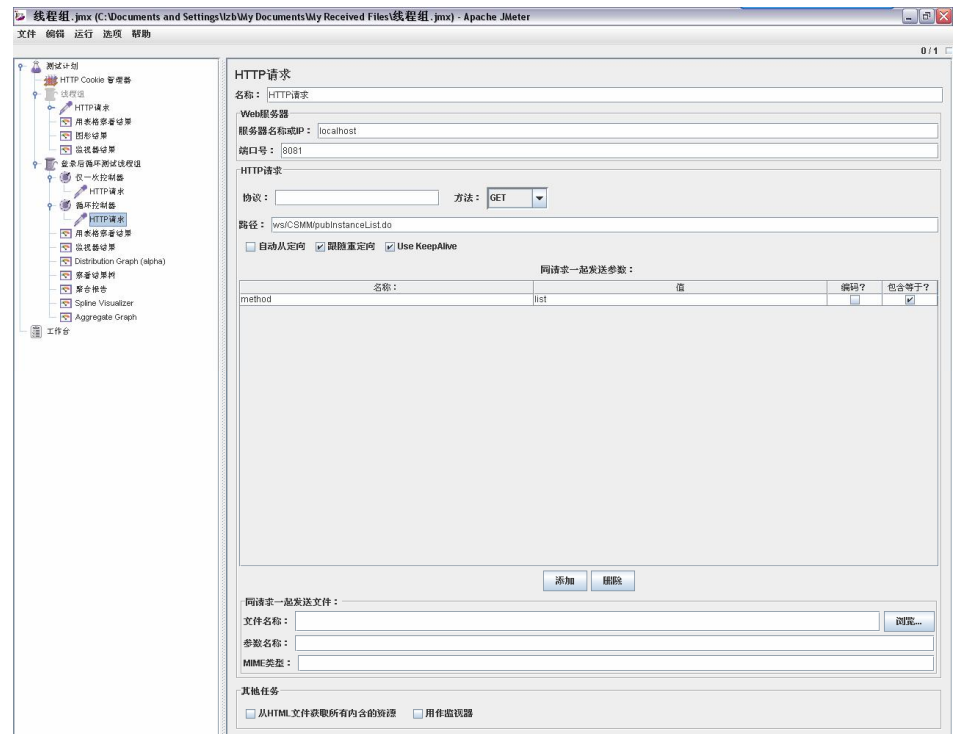 线程组.jmx (C:\Documents and Settings\lzb\My Documents\My Received Files\线程组.jmx) - Apache JMeter
文件 编辑 运行 选项 帮助
0 / 1
测试计划
HTTP Cookie 管理器
线程组
HTTP请求
用表格察看结果
图形结果
监视器结果
登录后循环测试线程组
仅一次控制器
HTTP请求
循环控制器
HTTP请求
用表格察看结果
监视器结果
Distribution Graph (alpha)
察看结果树
聚合报告
Spline Visualizer
Aggregate Graph
工作台
HTTP请求
名称： HTTP请求
Web服务器
服务器名称或IP： localhost
端口号： 8081
HTTP请求
协议： 方法： GET
路径： ws/CSMM/pubInstanceList.do
自动从定向 跟随重定向 Use KeepAlive
同请求一起发送参数：
名称： 值 编码？ 包含等于？
method list
添加 删除
同请求一起发送文件：
文件名称： 浏览...
参数名称：
MIME类型：
其他任务
从HTML文件获取所有内含的资源 用作监视器